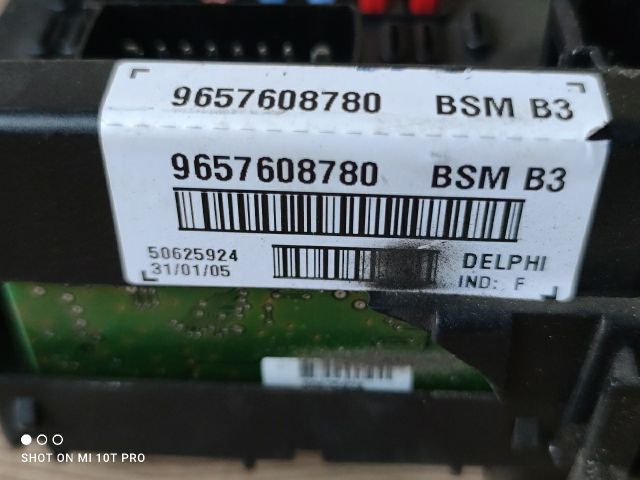 9657608780 BSM B3
9657608780 BSM B3
50625924 DELPHI
31/01/05 IND: F
SHOT ON MI 10T PRO